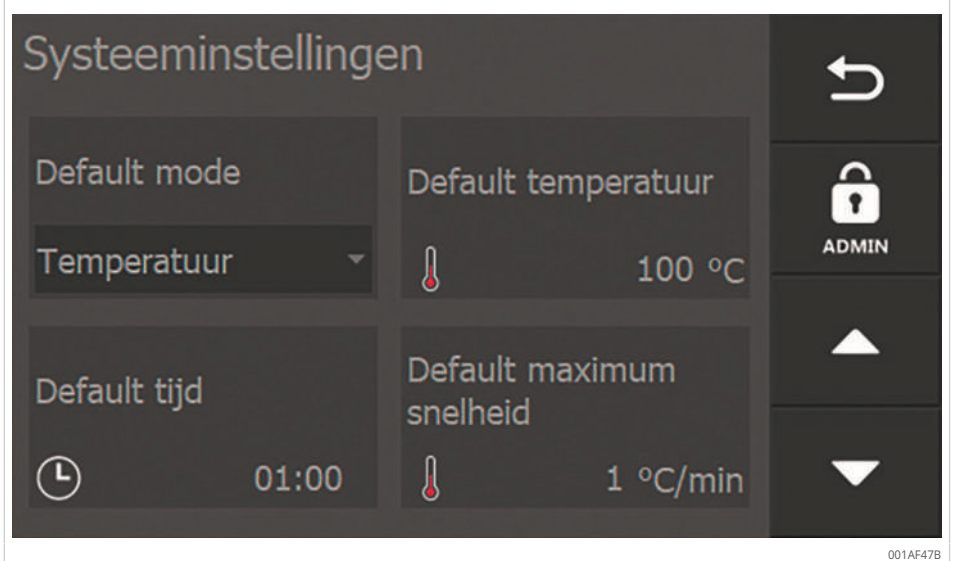 Systeeminstellingen
Default mode
Temperatuur
Default temperatuur
100 °C
Default tijd
01:00
Default maximum
snelheid
1 °C/min
ADMIN
001AF47B